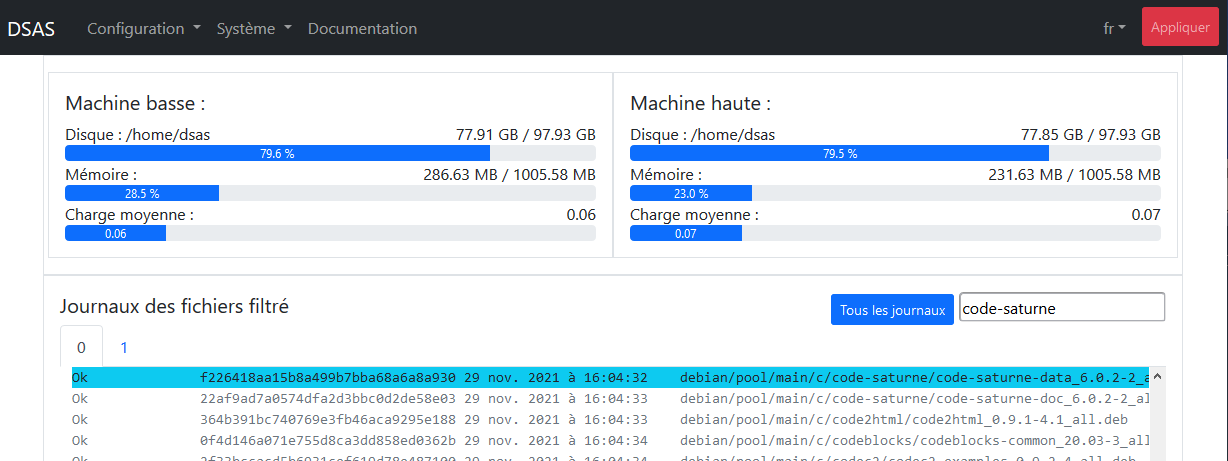 DSAS Configuration Système Documentation fr Appliquer
Machine basse :
Disque : /home/dsas 77.91 GB / 97.93 GB
79.6 %
Mémoire : 286.63 MB / 1005.58 MB
28.5 %
Charge moyenne : 0.06
0.06
Machine haute :
Disque : /home/dsas 77.85 GB / 97.93 GB
79.5 %
Mémoire : 231.63 MB / 1005.58 MB
23.0 %
Charge moyenne : 0.07
0.07
Journaux des fichiers filtré Tous les journaux code-saturne
0 1
Ok f226418aa15b8a499b7bba68a6a8a930 29 nov. 2021 à 16:04:32 debian/pool/main/c/code-saturne/code-saturne-data_6.0.2-2_a
Ok 22af9ad7a0574dfa2d3bbc0d2de58e03 29 nov. 2021 à 16:04:33 debian/pool/main/c/code-saturne/code-saturne-doc_6.0.2-2_al
Ok 364b391bc740769e3fb46aca9295e188 29 nov. 2021 à 16:04:33 debian/pool/main/c/code2html/code2html_0.9.1-4.1_all.deb
Ok 0f4d146a071e755d8ca3dd858ed0362b 29 nov. 2021 à 16:04:34 debian/pool/main/c/codeblocks/codeblocks-common_20.03-3_all
Ok 29 nov. 2021 à 16:04:34